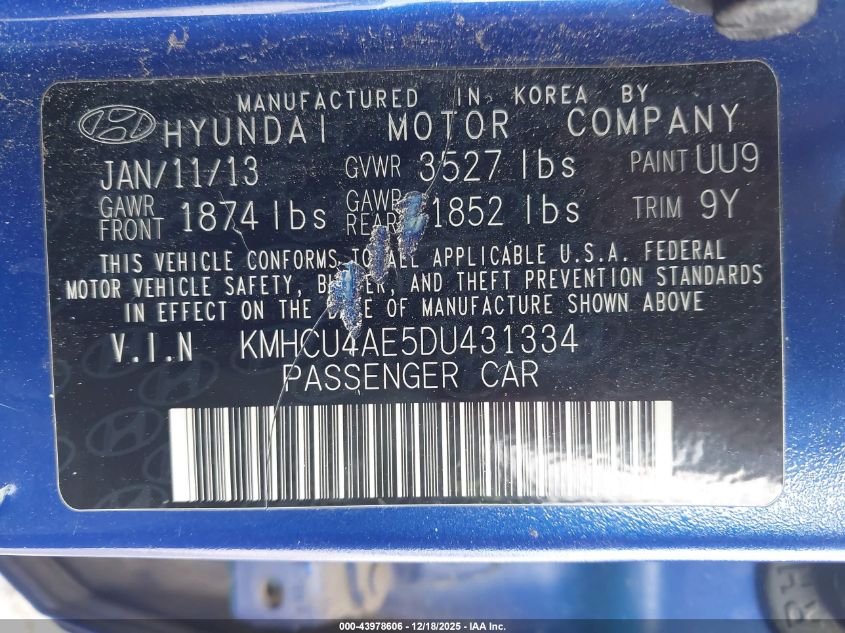 MANUFACTURED IN KOREA BY
HYUNDAI MOTOR COMPANY
JAN/11/13 GVWR 3527 lbs PAINT UU9
GAWR FRONT 1874 lbs GAWR REAR 1852 lbs TRIM 9Y
THIS VEHICLE CONFORMS TO ALL APPLICABLE U.S.A. FEDERAL
MOTOR VEHICLE SAFETY, BUMPER, AND THEFT PREVENTION STANDARDS
IN EFFECT ON THE DATE OF MANUFACTURE SHOWN ABOVE
V.I.N KMHCU4AE5DU431334
PASSENGER CAR
000-43978606 - 12/18/2025 - IAA Inc.